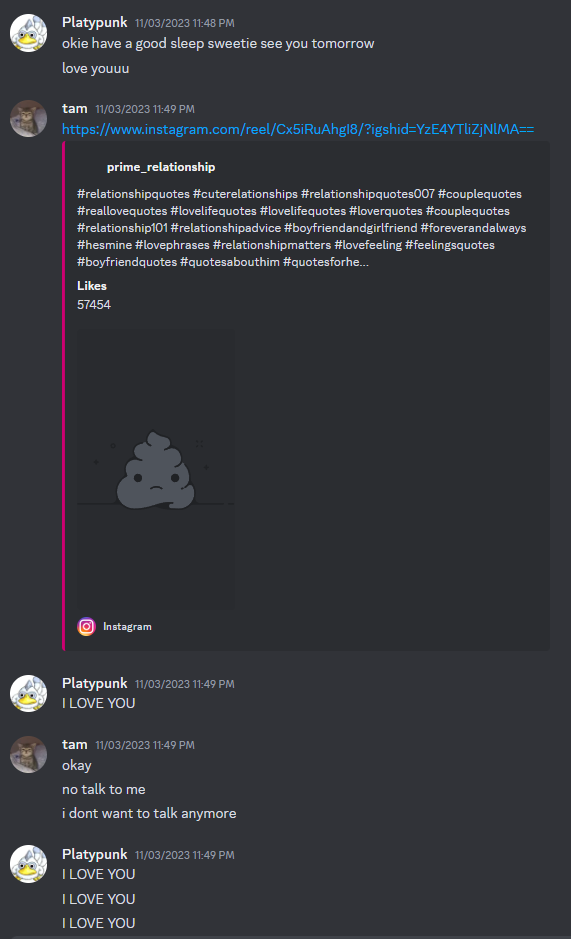 Platypunk 11/03/2023 11:48 PM
okie have a good sleep sweetie see you tomorrow
love youuu
tam 11/03/2023 11:49 PM
https://www.instagram.com/reel/Cx5iRuAhgI8/?igshid=YzE4YTliZjNlMA==
prime_relationship
#relationshipquotes #cuterelationships #relationshipquotes007 #couplequotes
#reallovequotes #lovelifequotes #lovelifequotes #loverquotes #couplequotes
#relationship101 #relationshipadvice #boyfriendandgirlfriend #foreverandalways
#hesmine #lovephrases #relationshipmatters #lovefeeling #feelingsquotes
#boyfriendquotes #quotesabouthim #quotesforhe...
Likes
57454
Instagram
Platypunk 11/03/2023 11:49 PM
I LOVE YOU
tam 11/03/2023 11:49 PM
okay
no talk to me
i dont want to talk anymore
Platypunk 11/03/2023 11:49 PM
I LOVE YOU
I LOVE YOU
I LOVE YOU